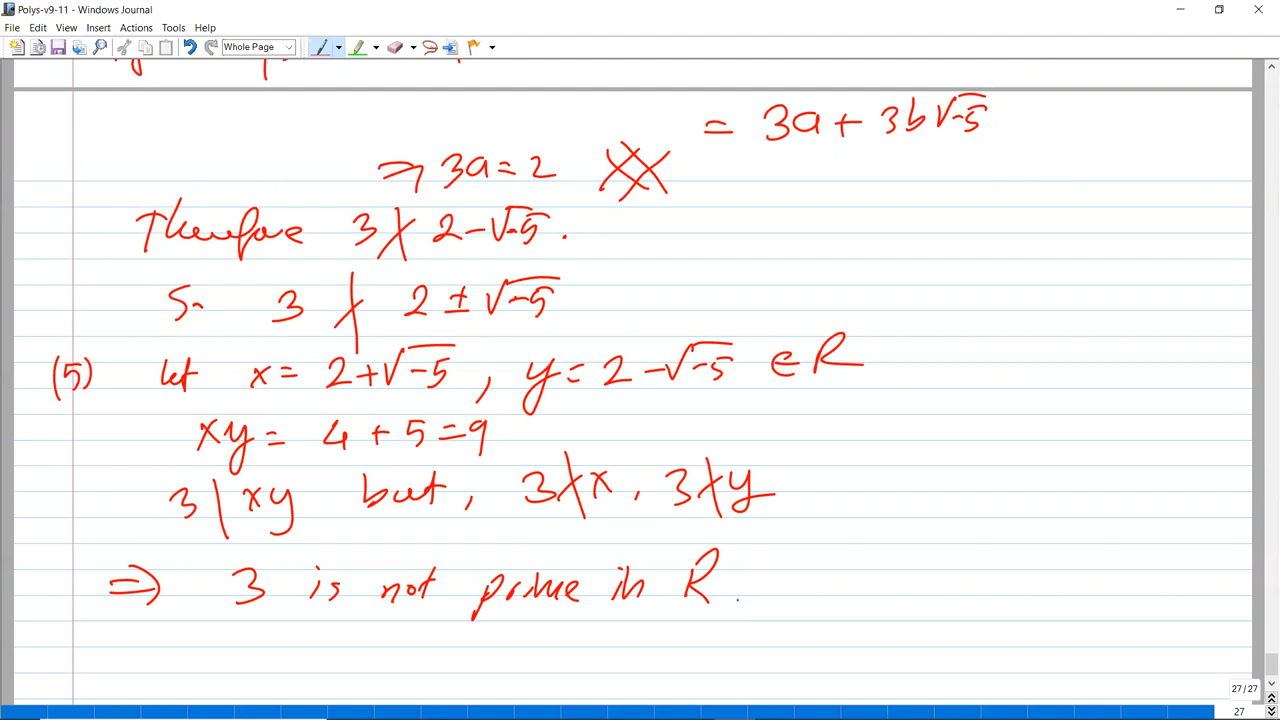 Polys-v9-11 - Windows Journal
File Edit View Insert Actions Tools Help
Whole Page
= 3a + 3b√-5
⇒ 3a = 2
Therefore 3 ∤ 2 - √-5 .
So 3 ∤ 2 ± √-5
(5) let x = 2 + √-5 , y = 2 - √-5 ∈ R
xy = 4 + 5 = 9
3 | xy but, 3 ∤ x , 3 ∤ y
⇒ 3 is not prime in R.
27 / 27
27